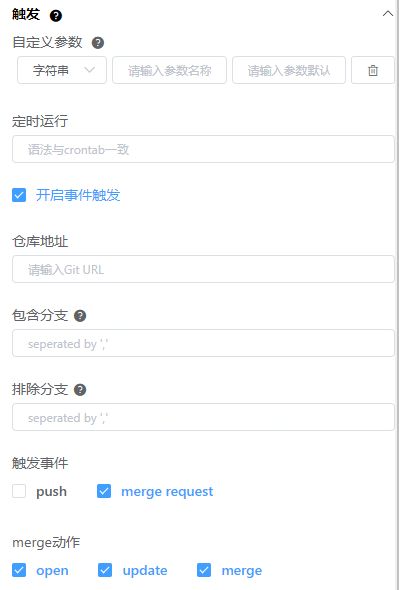 触发 ?
自定义参数 ?
字符串 请输入参数名称 请输入参数默认
定时运行
语法与crontab一致
开启事件触发
仓库地址
请输入Git URL
包含分支 ?
seperated by ','
排除分支 ?
seperated by ','
触发事件
push merge request
merge动作
open update merge